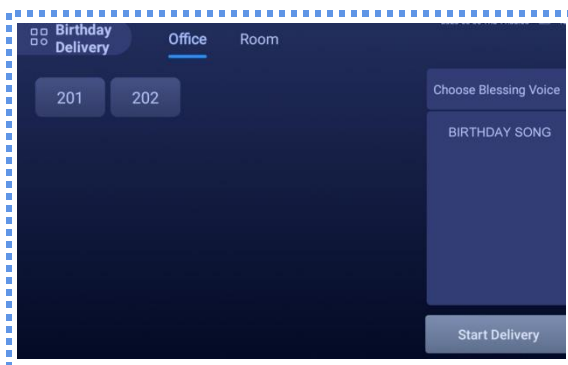 Birthday
Delivery
Office
Room
201
202
Choose Blessing Voice
BIRTHDAY SONG
Start Delivery